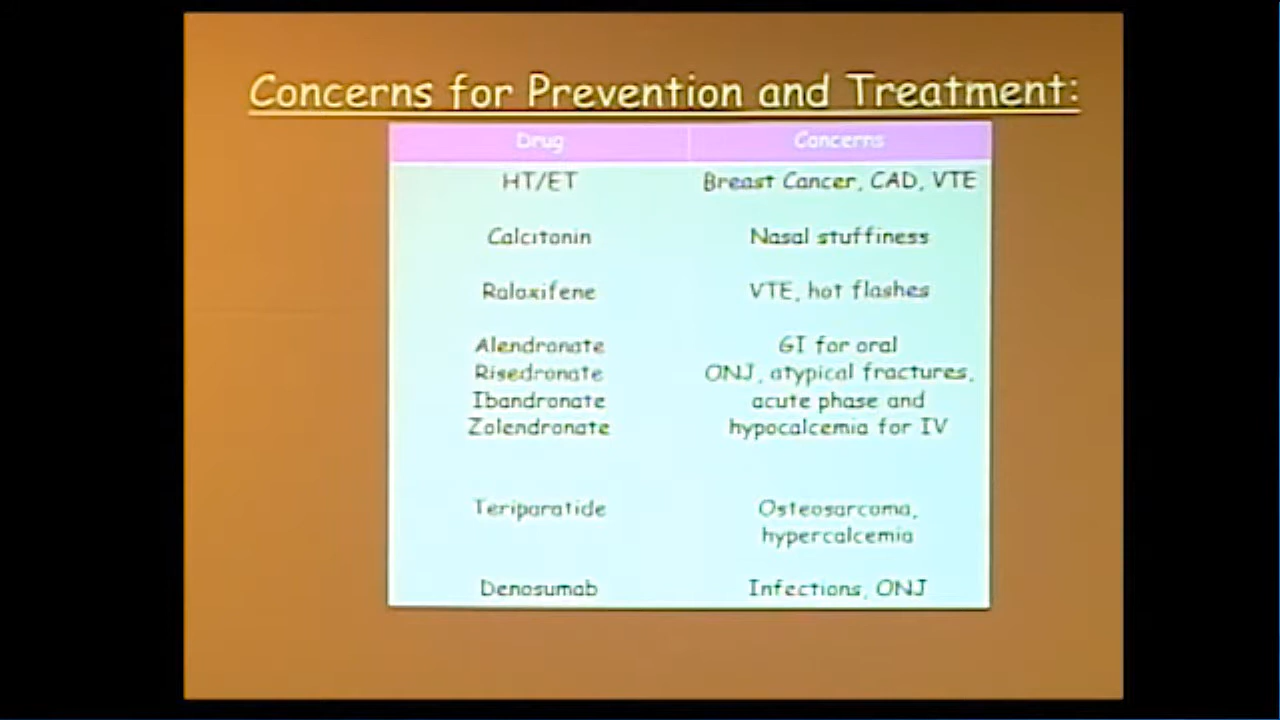 Concerns for Prevention and Treatment:
Drug Concerns
HT/ET Breast Cancer, CAD, VTE
Calcitonin Nasal stuffiness
Raloxifene VTE, hot flashes
Alendronate GI for oral
Risedronate ONJ, atypical fractures,
Ibandronate acute phase and
Zolendronate hypocalcemia for IV
Teriparatide Osteosarcoma,
hypercalcemia
Denosumab Infections, ONJ